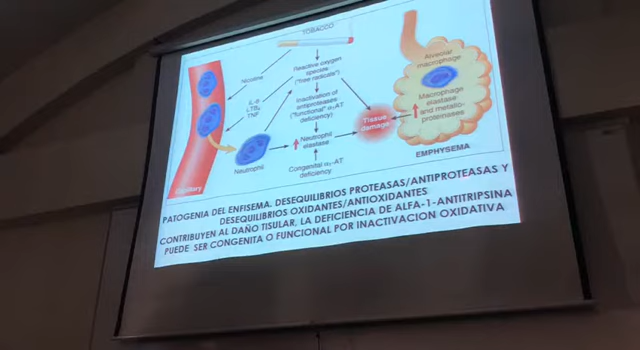 TOBACCO
Nicotine
Reactive oxygen
species
("free radicals")
IL-8
LTB4
TNF
Inactivation of
antiproteases
("functional" α1-AT
deficiency)
Neutrophil
elastase
Congenital α1-AT
deficiency
Neutrophil
Capillary
Tissue
damage
Alveolar
macrophage
Macrophage
elastase
and metallo-
proteinases
EMPHYSEMA
PATOGENIA DEL ENFISEMA. DESEQUILIBRIOS PROTEASAS/ANTIPROTEASAS Y
DESEQUILIBRIOS OXIDANTES/ANTIOXIDANTES
CONTRIBUYEN AL DAÑO TISULAR, LA DEFICIENCIA DE ALFA-1-ANTITRIPSINA
PUEDE SER CONGENITA O FUNCIONAL POR INACTIVACION OXIDATIVA